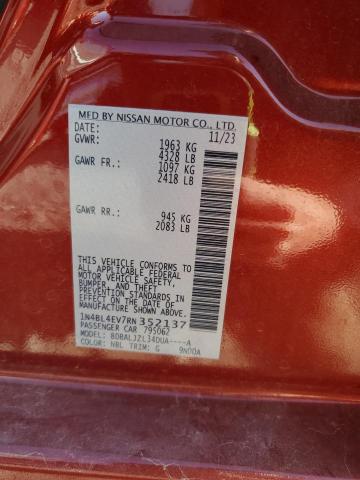 MFD BY NISSAN MOTOR CO., LTD.
DATE: 11/23
GVWR: 1963 KG
4328 LB
GAWR FR.: 1097 KG
2418 LB
GAWR RR.: 945 KG
2083 LB
THIS VEHICLE CONFORMS TO
ALL APPLICABLE FEDERAL
MOTOR VEHICLE SAFETY,
BUMPER, AND THEFT
PREVENTION STANDARDS IN
EFFECT ON THE DATE OF
MANUFACTURE SHOWN ABOVE.
1N4BL4EV7RN352137
PASSENGER CAR 795062
MODEL: BDBALJZL34DUA----A
COLOR: NBL TRIM: G 9N00A